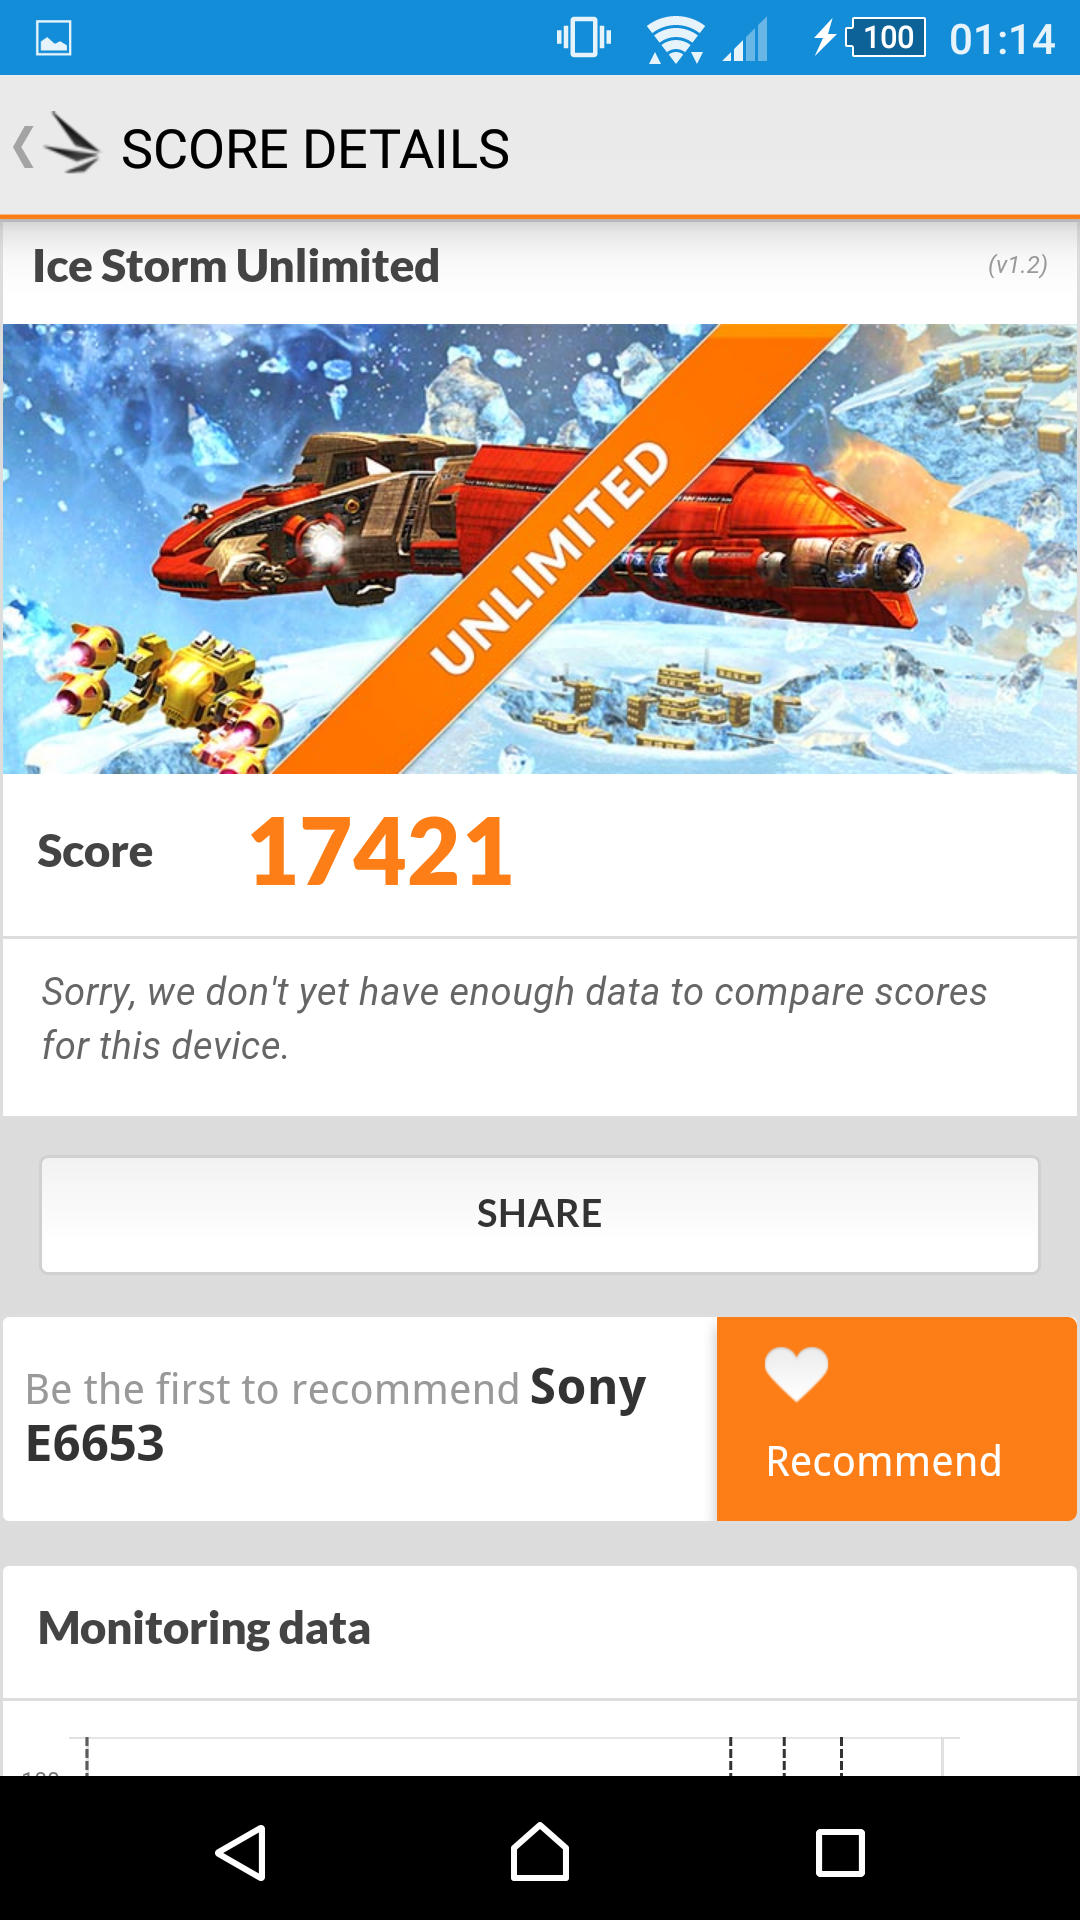 100 01:14
SCORE DETAILS
Ice Storm Unlimited (v1.2)
UNLIMITED
Score 17421
Sorry, we don't yet have enough data to compare scores
for this device.
SHARE
Be the first to recommend Sony
E6653
Recommend
Monitoring data